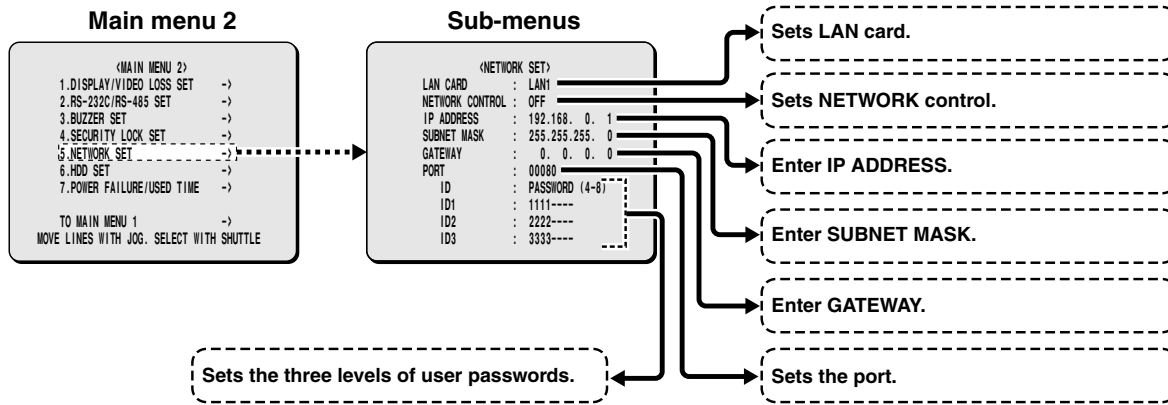 Main menu 2
<MAIN MENU 2>
1.DISPLAY/VIDEO LOSS SET ->
2.RS-232C/RS-485 SET ->
3.BUZZER SET ->
4.SECURITY LOCK SET ->
5.NETWORK SET ->
6.HDD SET ->
7.POWER FAILURE/USED TIME ->
TO MAIN MENU 1 ->
MOVE LINES WITH JOG. SELECT WITH SHUTTLE
Sub-menus
<NETWORK SET>
LAN CARD : LAN1
NETWORK CONTROL : OFF
IP ADDRESS : 192.168. 0. 1
SUBNET MASK : 255.255.255. 0
GATEWAY : 0. 0. 0. 0
PORT : 00080
ID : PASSWORD (4-8)
ID1 : 1111----
ID2 : 2222----
ID3 : 3333----
Sets LAN card.
Sets NETWORK control.
Enter IP ADDRESS.
Enter SUBNET MASK.
Enter GATEWAY.
Sets the port.
Sets the three levels of user passwords.